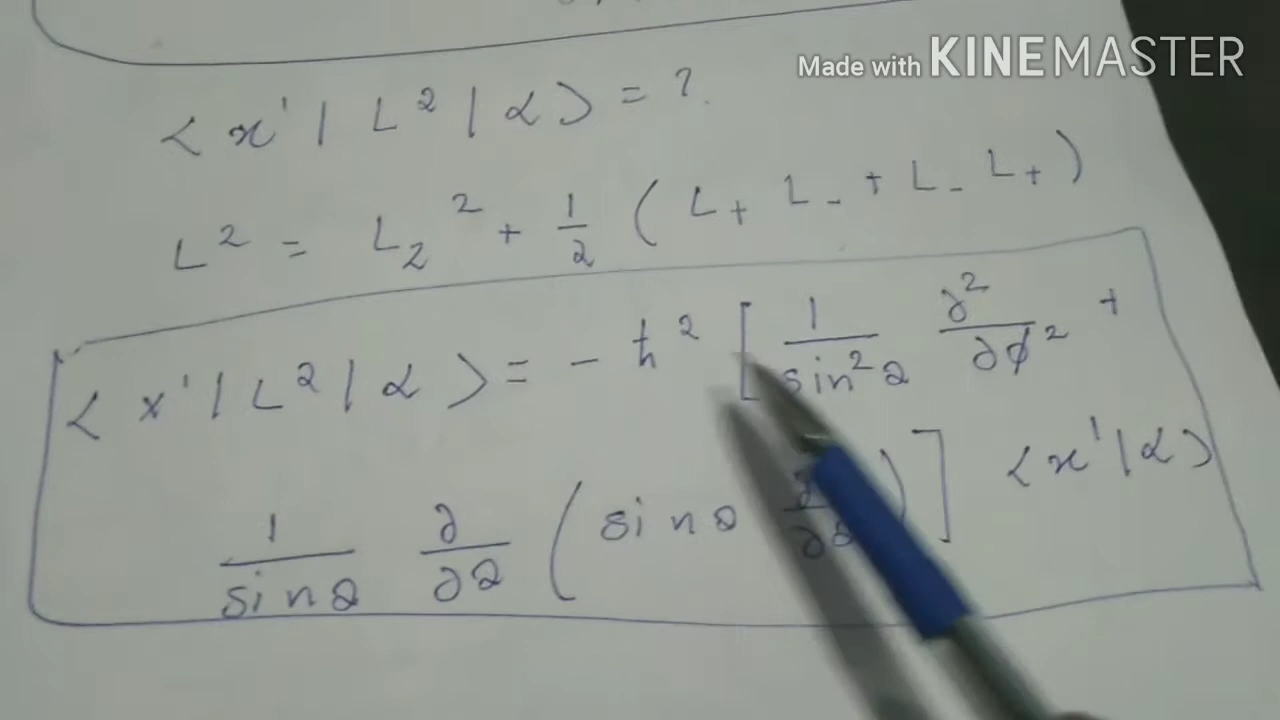 Made with KINEMASTER
< x' | L² | α > = ?
L² = L_z² + 1/2 ( L₊ L₋ + L₋ L₊ )
< x' | L² | α > = - ħ² [ 1/sin²θ ∂²/∂ϕ² +
1/sinθ ∂/∂θ ( sinθ ∂/∂θ ) ] < x' | α >